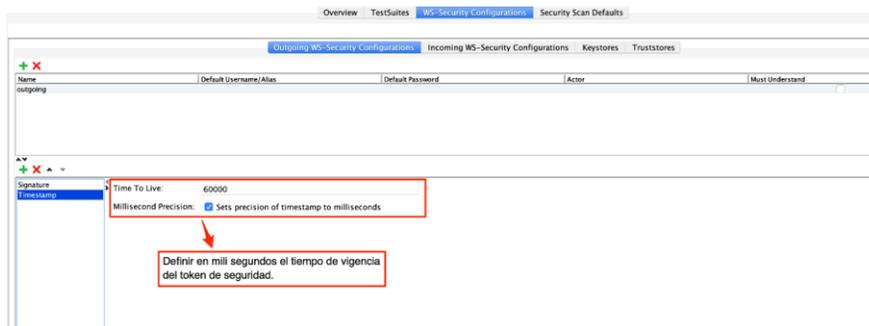 Overview TestSuites WS-Security Configurations Security Scan Defaults
Outgoing WS-Security Configurations Incoming WS-Security Configurations Keystores Truststores
Name Default Username/Alias Default Password Actor Must Understand
outgoing
Signature
Timestamp
Time To Live: 60000
Millisecond Precision: Sets precision of timestamp to milliseconds
Definir en mili segundos el tiempo de vigencia
del token de seguridad.